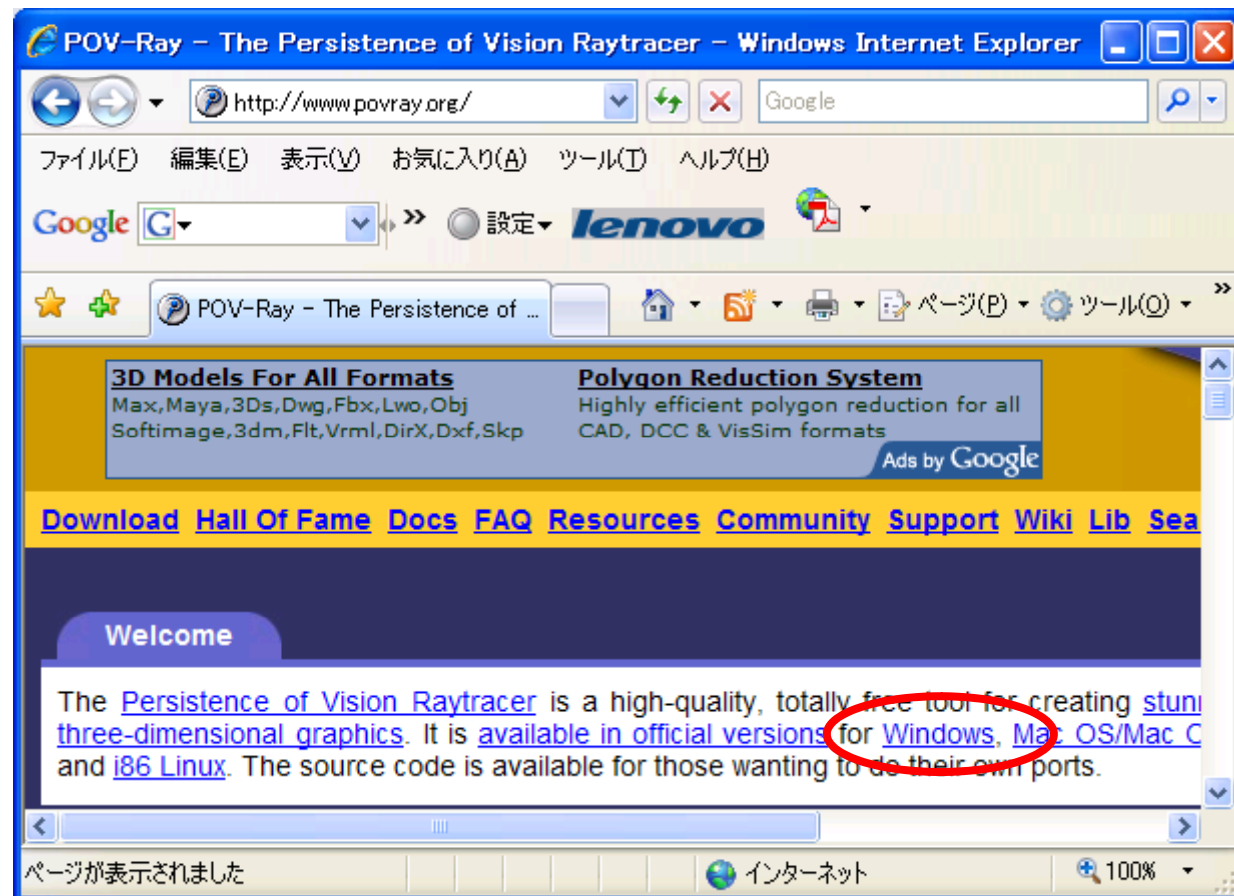 POV-Ray - The Persistence of Vision Raytracer - Windows Internet Explorer
http://www.povray.org/ Google
ファイル(F) 編集(E) 表示(V) お気に入り(A) ツール(T) ヘルプ(H)
Google G 設定 lenovo
POV-Ray - The Persistence of ... ページ(P) ツール(O) »
3D Models For All Formats
Max,Maya,3Ds,Dwg,Fbx,Lwo,Obj
Softimage,3dm,Flt,Vrml,DirX,Dxf,Skp
Polygon Reduction System
Highly efficient polygon reduction for all
CAD, DCC & VisSim formats
Ads by Google
Download Hall Of Fame Docs FAQ Resources Community Support Wiki Lib Sea
Welcome
The Persistence of Vision Raytracer is a high-quality, totally free tool for creating stunn
three-dimensional graphics. It is available in official versions for Windows, Mac OS/Mac O
and i86 Linux. The source code is available for those wanting to do their own ports.
ページが表示されました インターネット 100%